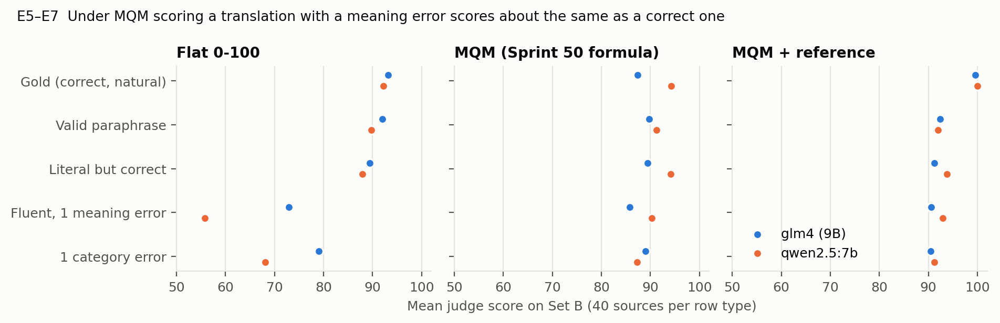 E5–E7  Under MQM scoring a translation with a meaning error scores about the same as a correct one
Flat 0-100
MQM (Sprint 50 formula)
MQM + reference
Gold (correct, natural)
Valid paraphrase
Literal but correct
Fluent, 1 meaning error
1 category error
glm4 (9B)
qwen2.5:7b
50 60 70 80 90 100
50 60 70 80 90 100
50 60 70 80 90 100
Mean judge score on Set B (40 sources per row type)